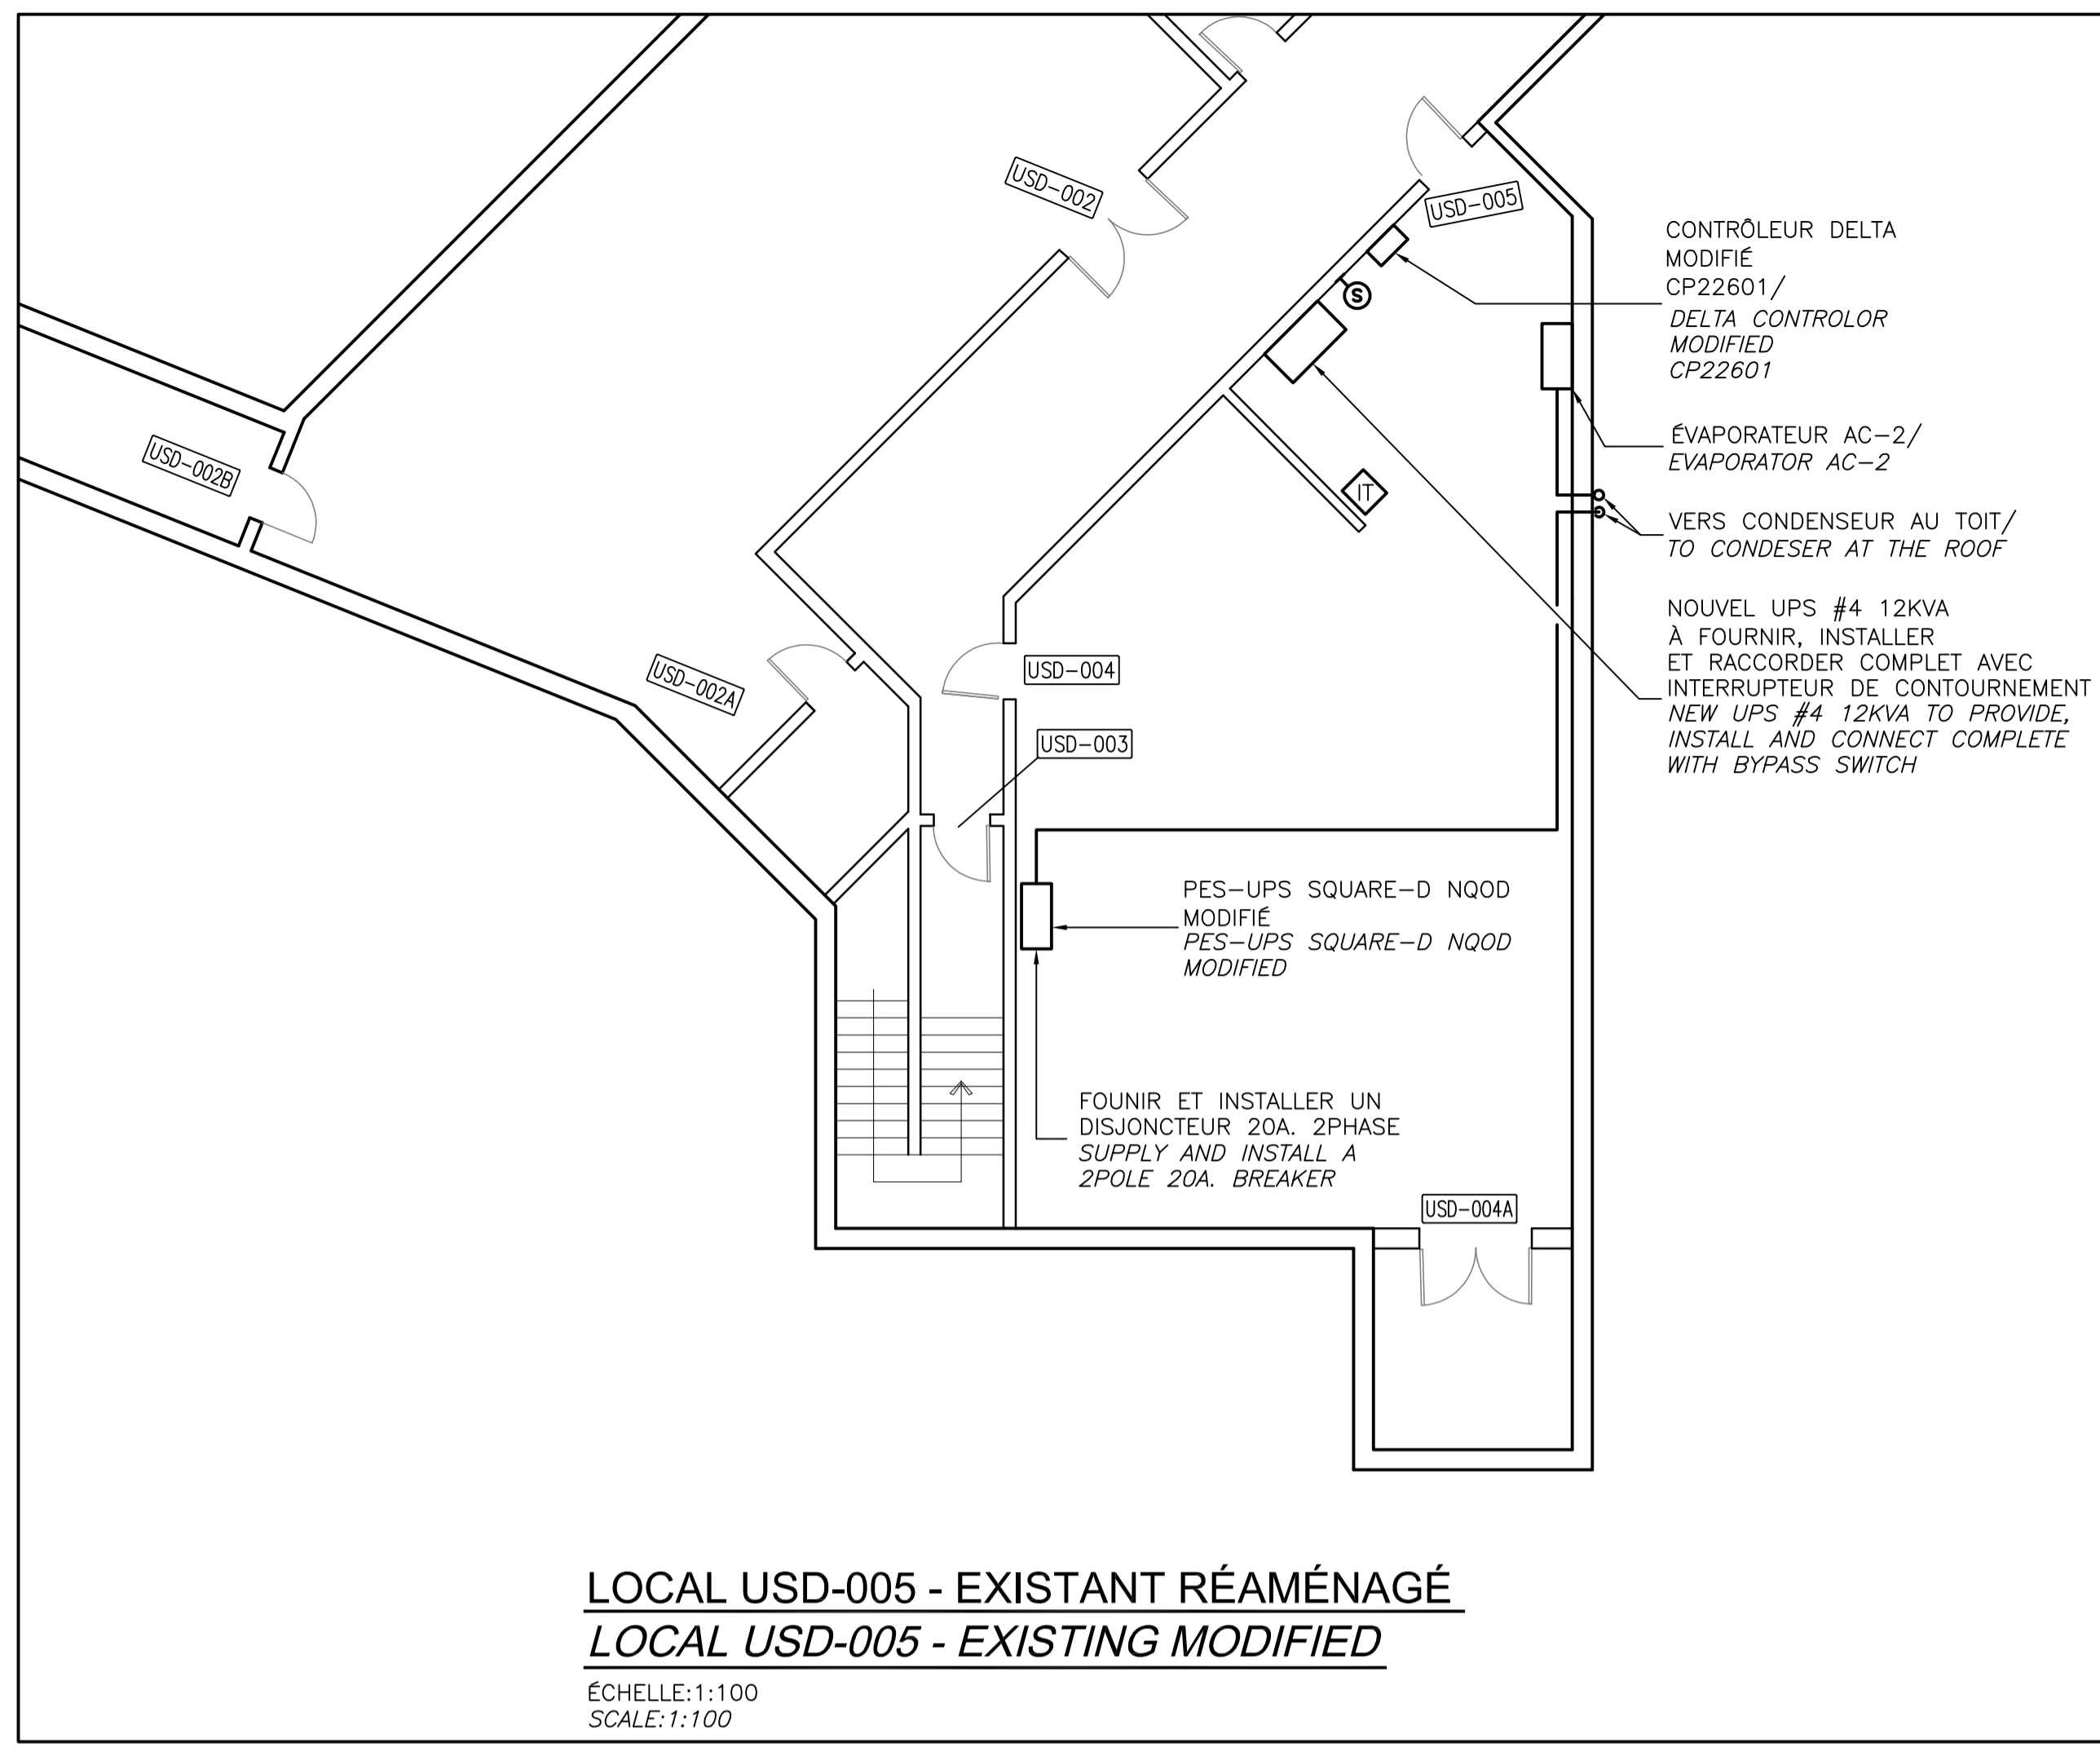 USD-002
USD-005
CONTRÔLEUR DELTA
MODIFIÉ
CP22601/
DELTA CONTROLOR
MODIFIED
CP22601
S
ÉVAPORATEUR AC-2/
EVAPORATOR AC-2
USD-002B
IT
VERS CONDENSEUR AU TOIT/
TO CONDESER AT THE ROOF
NOUVEL UPS #4 12KVA
À FOURNIR, INSTALLER
ET RACCORDER COMPLET AVEC
INTERRUPTEUR DE CONTOURNEMENT
NEW UPS #4 12KVA TO PROVIDE,
INSTALL AND CONNECT COMPLETE
WITH BYPASS SWITCH
USD-002A
USD-004
USD-003
PES-UPS SQUARE-D NQOD
MODIFIÉ
PES-UPS SQUARE-D NQOD
MODIFIED
FOUNIR ET INSTALLER UN
DISJONCTEUR 20A. 2PHASE
SUPPLY AND INSTALL A
2POLE 20A. BREAKER
USD-004A
LOCAL USD-005 - EXISTANT RÉAMÉNAGÉ
LOCAL USD-005 - EXISTING MODIFIED
ÉCHELLE:1:100
SCALE:1:100